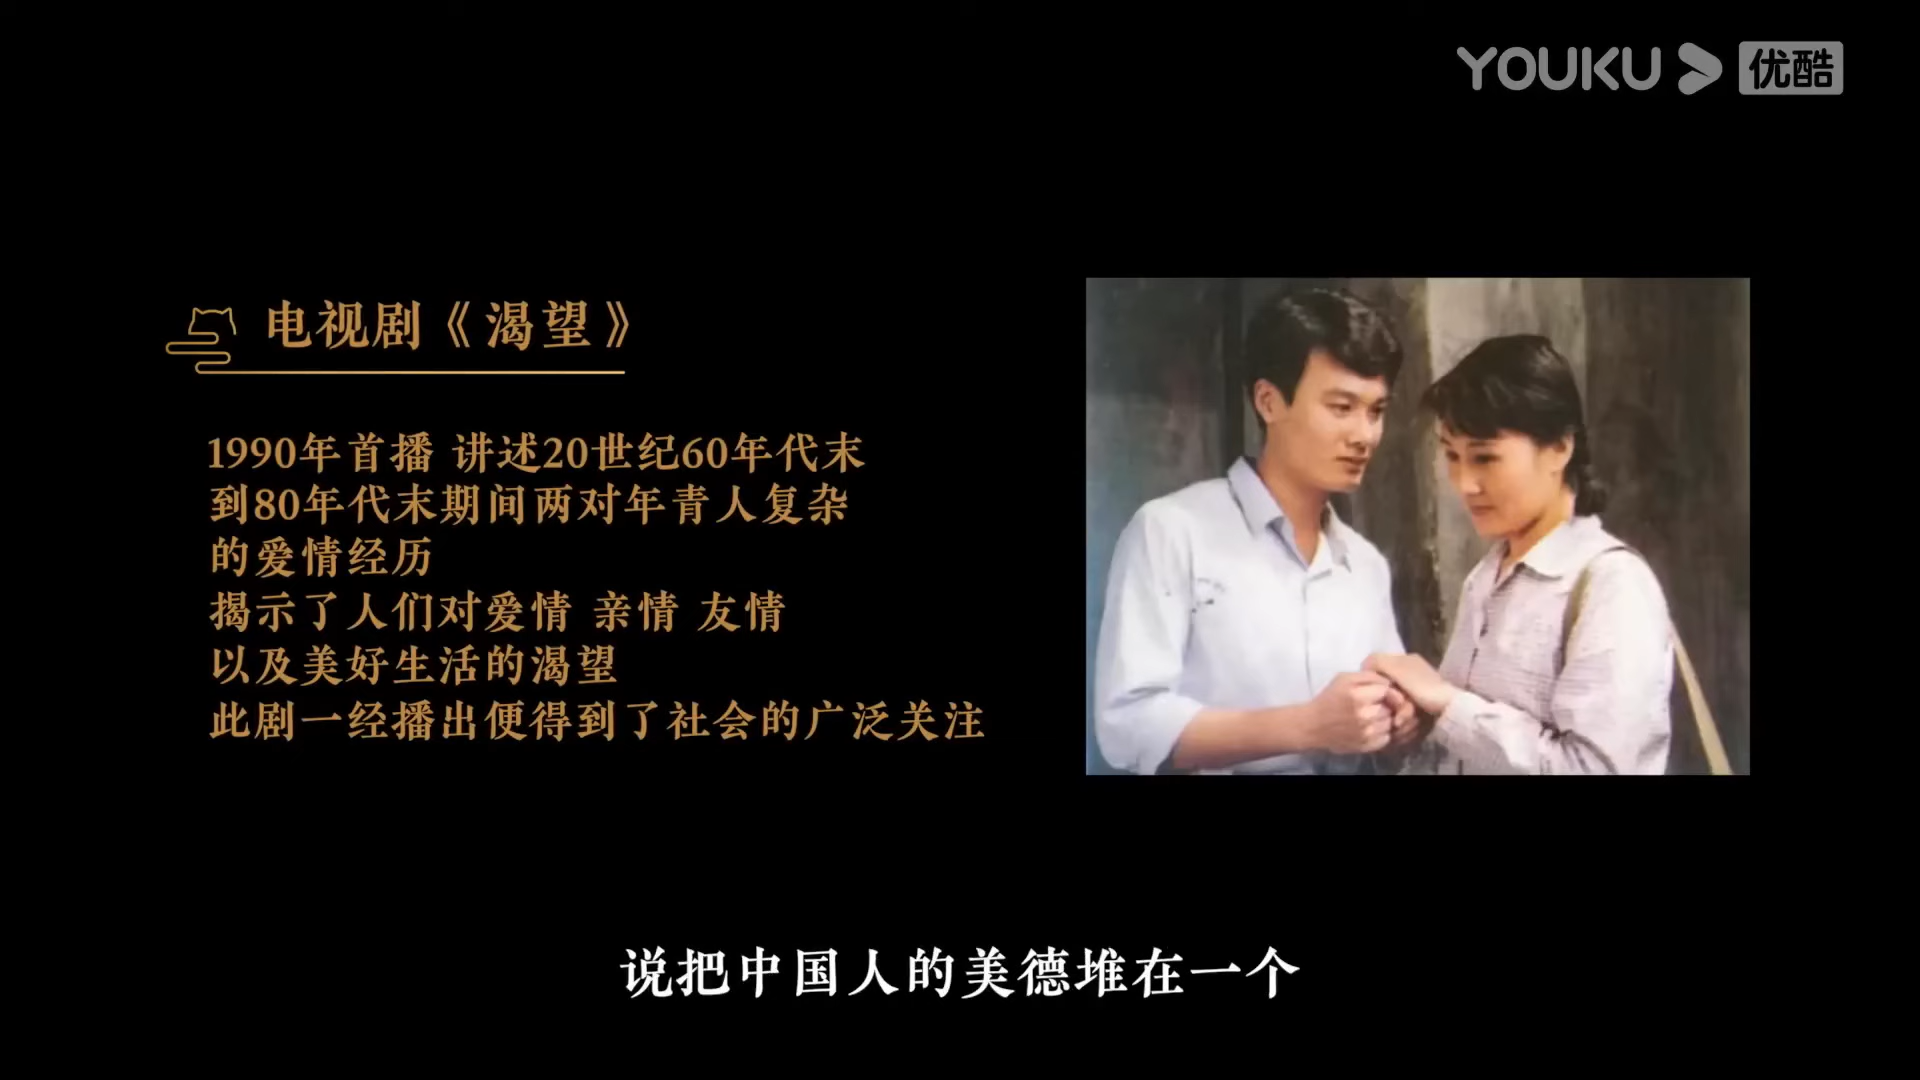 YOUKU 优酷
电视剧《渴望》
1990年首播 讲述20世纪60年代末
到80年代末期间两对年青人复杂
的爱情经历
揭示了人们对爱情 亲情 友情
以及美好生活的渴望
此剧一经播出便得到了社会的广泛关注
说把中国人的美德堆在一个